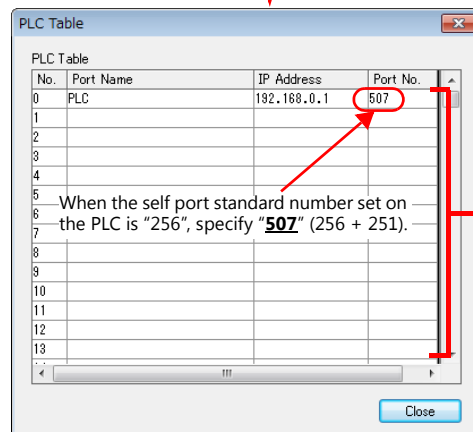 PLC Table
PLC Table
No. Port Name IP Address Port No.
0 PLC 192.168.0.1 507
1
2
3
4
5
When the self port standard number set on
6
the PLC is “256”, specify “507” (256 + 251).
7
8
9
10
11
12
13
Close